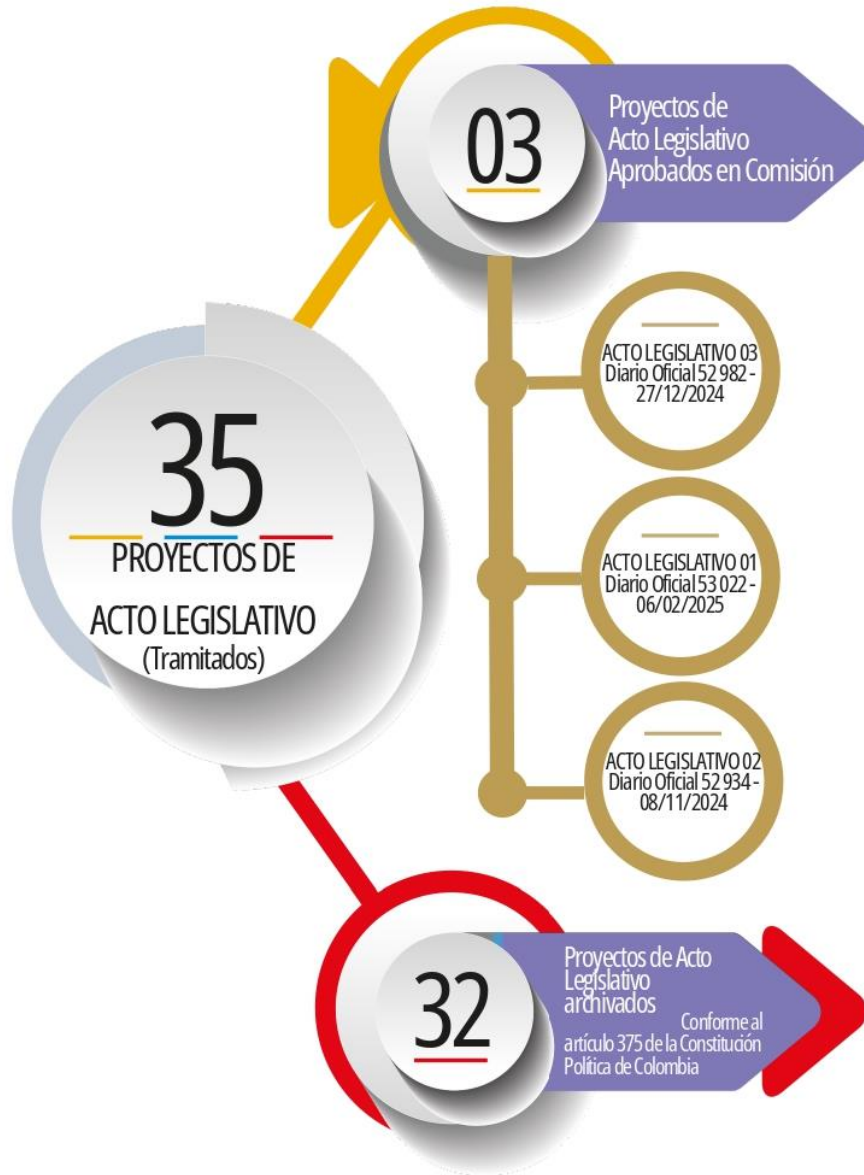 03
Proyectos de
Acto Legislativo
Aprobados en Comisión
ACTO LEGISLATIVO 03
Diario Oficial 52 982 -
27/12/2024
35
PROYECTOS DE
ACTO LEGISLATIVO
(Tramitados)
ACTO LEGISLATIVO 01
Diario Oficial 53 022 -
06/02/2025
ACTO LEGISLATIVO 02
Diario Oficial 52 934 -
08/11/2024
32
Proyectos de Acto
Legislativo
archivados
Conforme al
artículo 375 de la Constitución
Política de Colombia